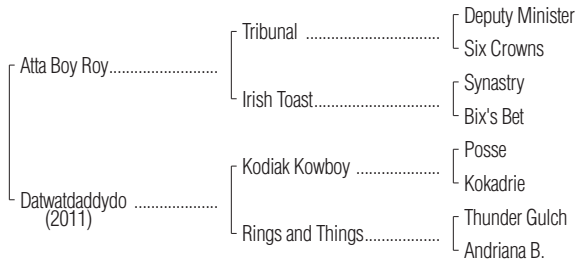 Deputy Minister
Tribunal ........................
Six Crowns
Atta Boy Roy........................
Synastry
Irish Toast............................
Bix's Bet
Posse
Kodiak Kowboy ..................
Kokadrie
Datwatdaddydo ..................
(2011)
Thunder Gulch
Rings and Things................
Andriana B.